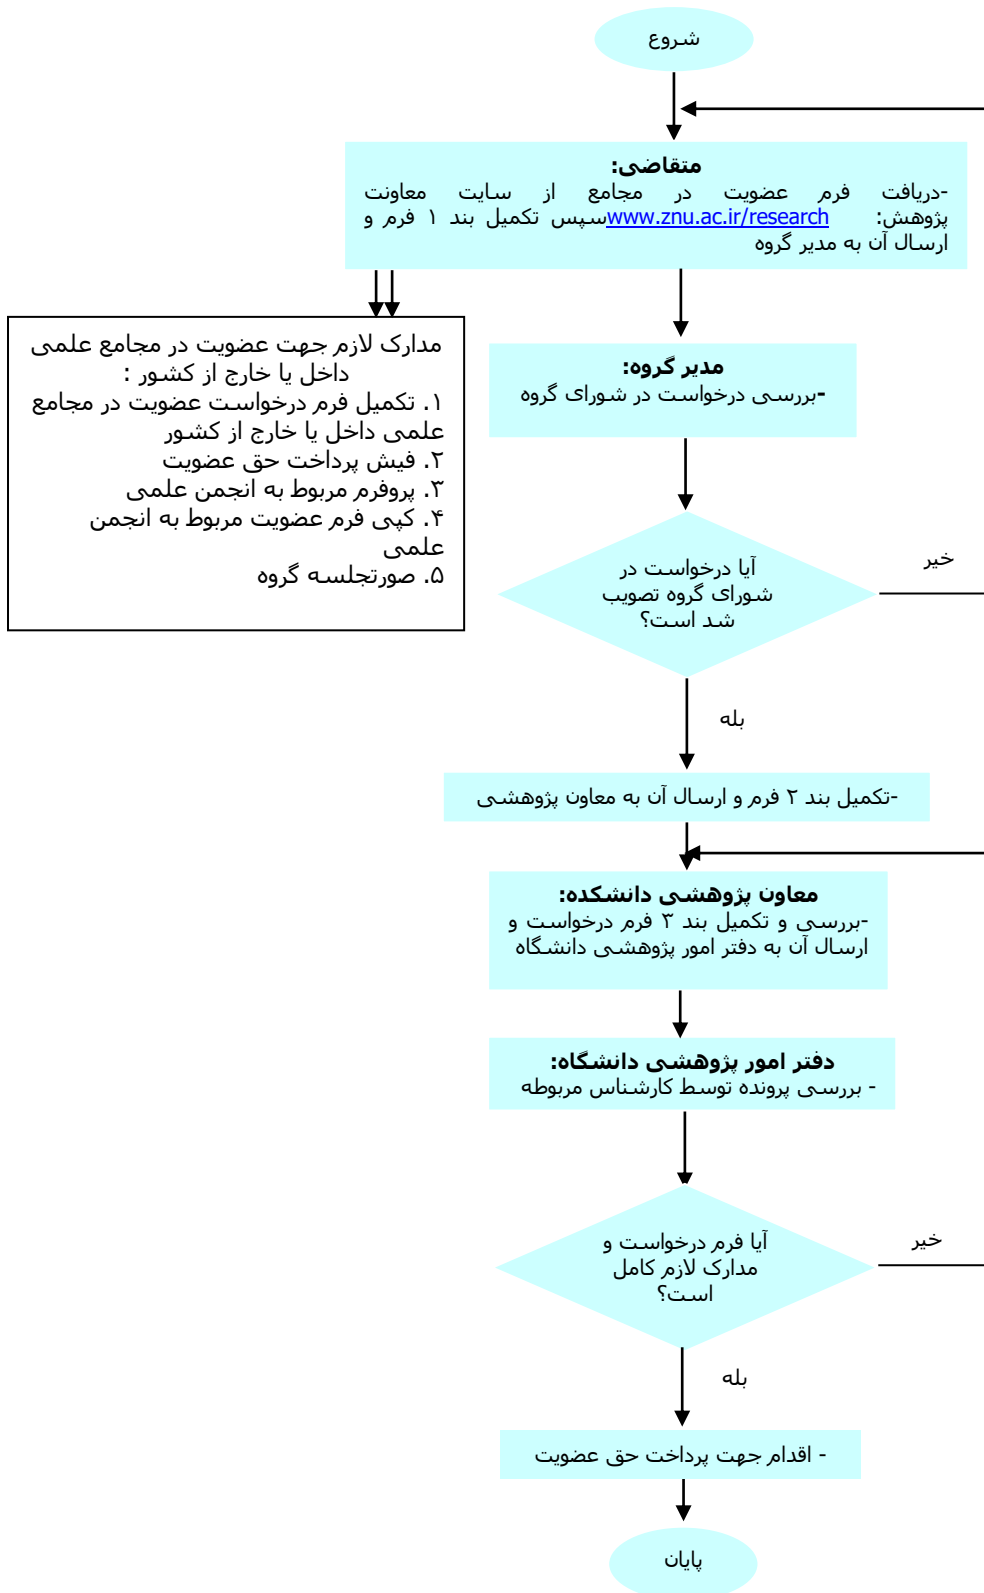 شروع
متقاضی:
-دریافت فرم عضویت در مجامع از سایت معاونت
پژوهش: www.znu.ac.ir/research سپس تکمیل بند ۱ فرم و
ارسال آن به مدیر گروه
مدارک لازم جهت عضویت در مجامع علمی
داخل یا خارج از کشور :
۱. تکمیل فرم درخواست عضویت در مجامع
علمی داخل یا خارج از کشور
۲. فیش پرداخت حق عضویت
۳. پروفرم مربوط به انجمن علمی
۴. کپی فرم عضویت مربوط به انجمن
علمی
۵. صورتجلسه گروه
مدیر گروه:
-بررسی درخواست در شورای گروه
آیا درخواست در
شورای گروه تصویب
شد است؟
خیر
بله
-تکمیل بند ۲ فرم و ارسال آن به معاون پژوهشی
معاون پژوهشی دانشکده:
-بررسی و تکمیل بند ۳ فرم درخواست و
ارسال آن به دفتر امور پژوهشی دانشگاه
دفتر امور پژوهشی دانشگاه:
- بررسی پرونده توسط کارشناس مربوطه
آیا فرم درخواست و
مدارک لازم کامل
است؟
خیر
بله
- اقدام جهت پرداخت حق عضویت
پایان